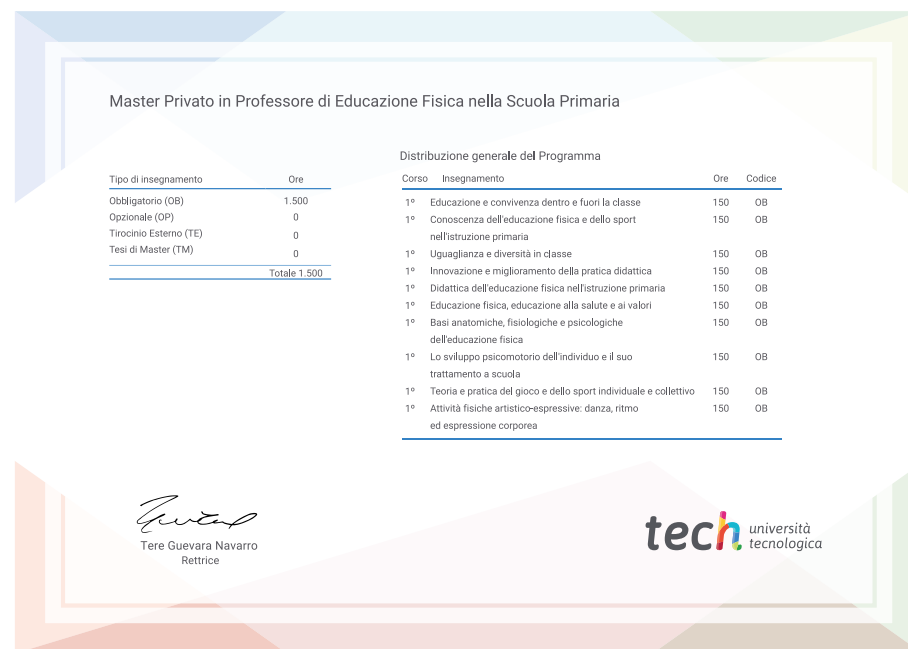 Master Privato in Professore di Educazione Fisica nella Scuola Primaria
Tipo di insegnamento Ore
Obbligatorio (OB) 1.500
Opzionale (OP) 0
Tirocinio Esterno (TE) 0
Tesi di Master (TM) 0
Totale 1.500
Distribuzione generale del Programma
Corso Insegnamento Ore Codice
1º Educazione e convivenza dentro e fuori la classe 150 OB
1º Conoscenza dell'educazione fisica e dello sport 150 OB
nell'istruzione primaria
1º Uguaglianza e diversità in classe 150 OB
1º Innovazione e miglioramento della pratica didattica 150 OB
1º Didattica dell'educazione fisica nell'istruzione primaria 150 OB
1º Educazione fisica, educazione alla salute e ai valori 150 OB
1º Basi anatomiche, fisiologiche e psicologiche 150 OB
dell'educazione fisica
1º Lo sviluppo psicomotorio dell'individuo e il suo 150 OB
trattamento a scuola
1º Teoria e pratica del gioco e dello sport individuale e collettivo 150 OB
1º Attività fisiche artistico-espressive: danza, ritmo 150 OB
ed espressione corporea
Tere Guevara Navarro
Rettrice
tech università
tecnologica